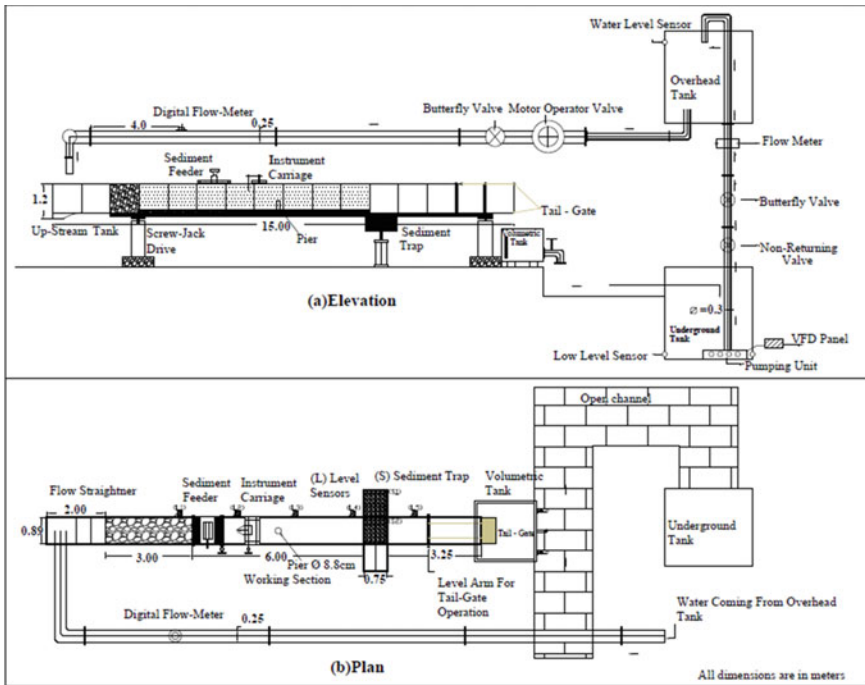 Water Level Sensor
Overhead
Tank
Digital Flow-Meter
Butterfly Valve
Motor Operator Valve
4.0
0.25
Flow Meter
Sediment
Feeder
Instrument
Carriage
1.2
Butterfly Valve
Tail - Gate
Up-Stream Tank
Screw-Jack
Drive
15.00
Pier
Sediment
Trap
Volumetric
Tank
Non-Returning
Valve
(a)Elevation
∅ =0.3
Underground
Tank
VFD Panel
Low Level Sensor
Pumping Unit
Open channel
Flow Straightner
Sediment
Feeder
Instrument
Carriage
(L) Level
Sensors
(S) Sediment Trap
Volumetric
Tank
2.00
0.89
Tail-Gate
Underground
Tank
3.00
6.00
3.25
Pier Ø 8.8cm
Working Section
0.75
Level Arm For
Tail-Gate
Operation
Water Coming From Overhead
Tank
Digital Flow-Meter
0.25
(b)Plan
All dimensions are in meters